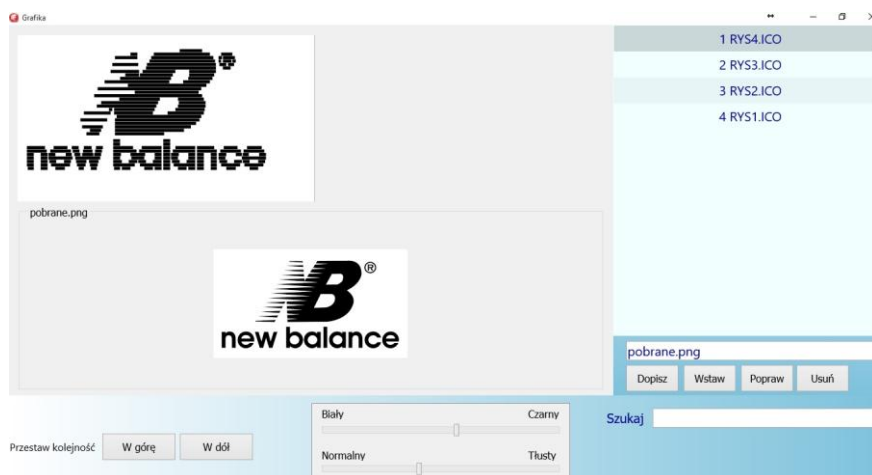 Grafika
new balance
pobrane.png
NB®
new balance
1 RYS4.ICO
2 RYS3.ICO
3 RYS2.ICO
4 RYS1.ICO
pobrane.png
Dopisz Wstaw Popraw Usuń
Biały Czarny
Normalny Tłusty
Szukaj
Przestaw kolejność W górę W dół